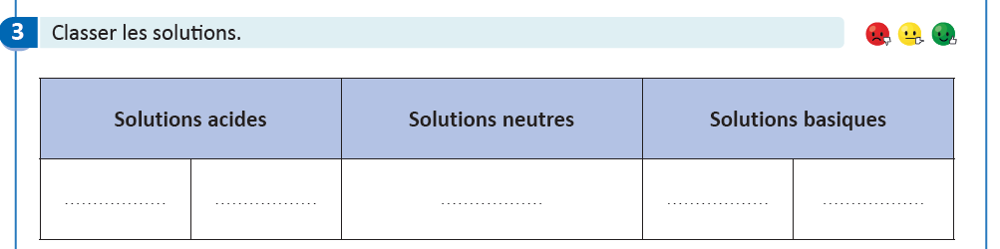 3 Classer les solutions.
Solutions acides Solutions neutres Solutions basiques
.................. .................. .................. .................. ..................